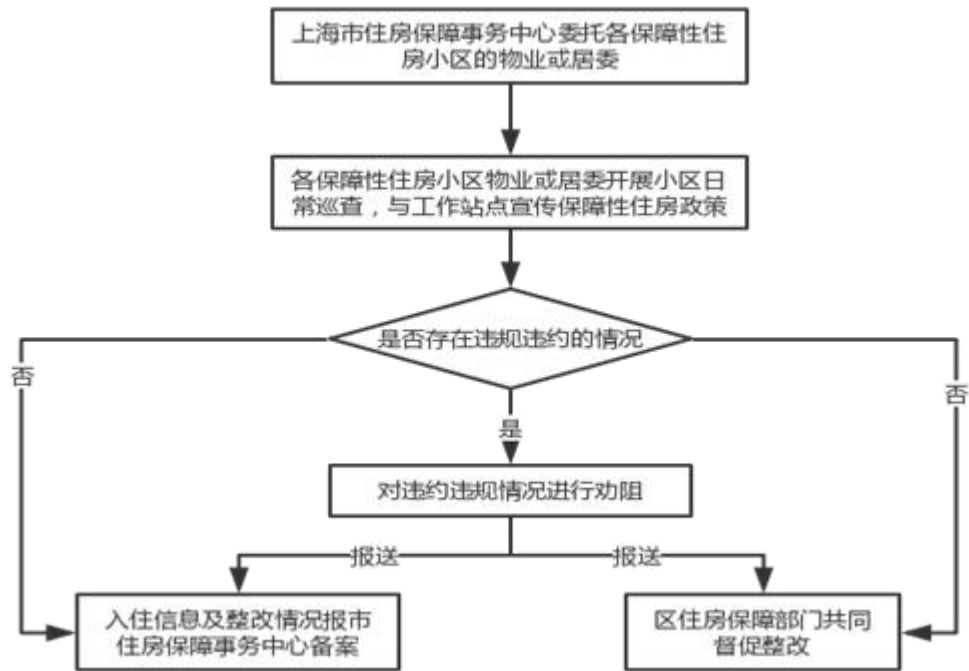 上海市住房保障事务中心委托各保障性住
房小区的物业或居委
各保障性住房小区物业或居委开展小区日
常巡查，与工作站点宣传保障性住房政策
是否存在违规违约的情况
否
否
是
对违约违规情况进行劝阻
报送
报送
入住信息及整改情况报市
住房保障事务中心备案
区住房保障部门共同
督促整改